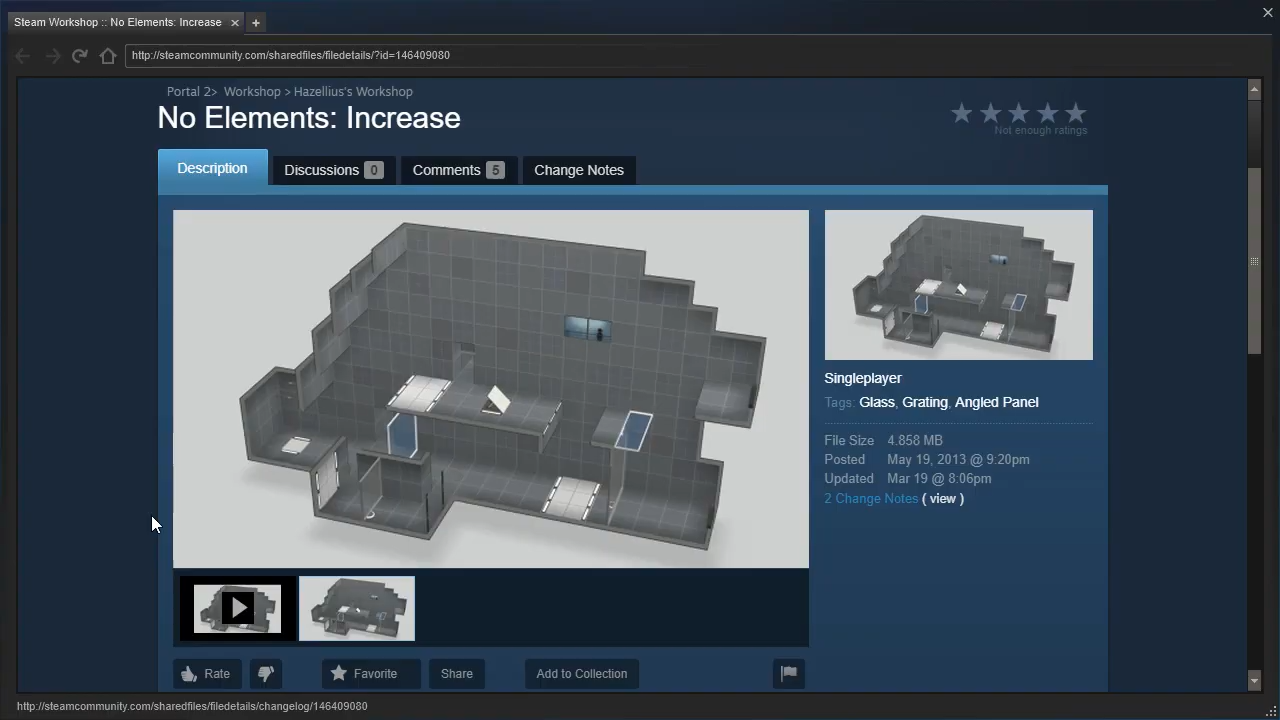 Steam Workshop :: No Elements: Increase
http://steamcommunity.com/sharedfiles/filedetails/?id=146409080
Portal 2> Workshop > Hazellius's Workshop
No Elements: Increase
Not enough ratings
Description
Discussions 0
Comments 5
Change Notes
Singleplayer
Tags: Glass, Grating, Angled Panel
File Size 4.858 MB
Posted May 19, 2013 @ 9:20pm
Updated Mar 19 @ 8:06pm
2 Change Notes ( view )
Rate
Favorite
Share
Add to Collection
http://steamcommunity.com/sharedfiles/filedetails/changelog/146409080